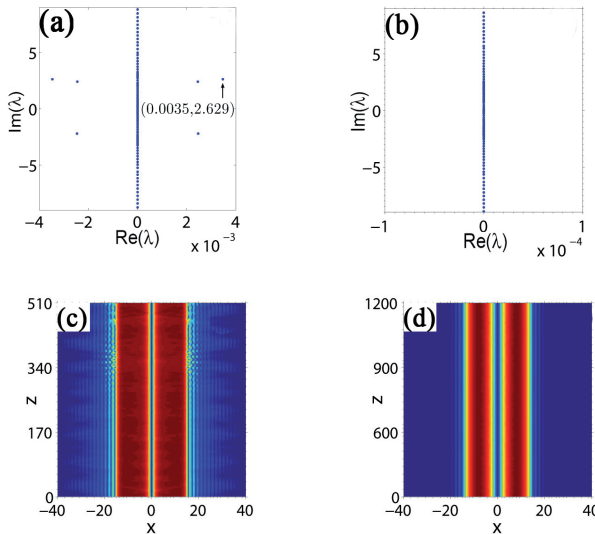 (a)
5
0
−5
Im(λ)
(0.0035,2.629)
−4
−2
0
2
4
Re(λ)
x 10⁻³
(b)
5
0
−5
Im(λ)
−1
0
1
Re(λ)
x 10⁻⁴
(c)
510
340
170
0
z
−40
−20
0
20
40
x
(d)
1200
900
600
0
z
−40
−20
0
20
40
x